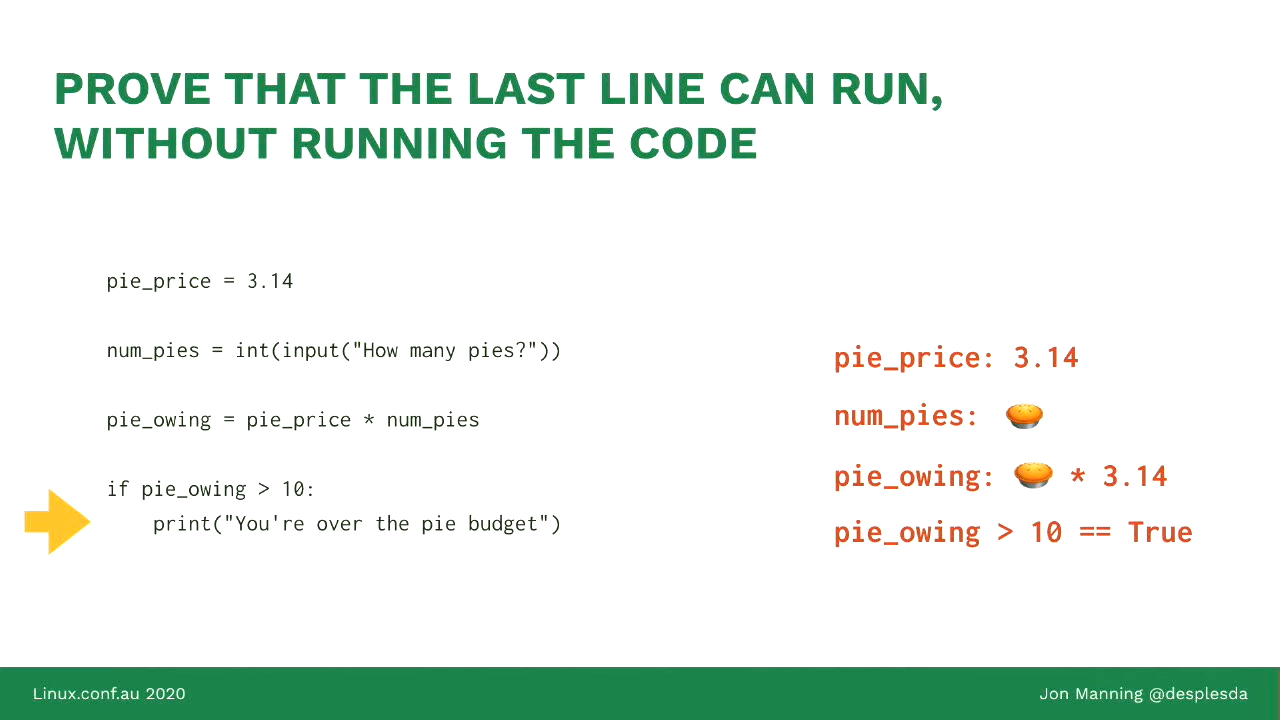 PROVE THAT THE LAST LINE CAN RUN,
WITHOUT RUNNING THE CODE
pie_price = 3.14
num_pies = int(input("How many pies?"))
pie_owing = pie_price * num_pies
if pie_owing > 10:
    print("You're over the pie budget")
pie_price: 3.14
num_pies: 🥧
pie_owing: 🥧 * 3.14
pie_owing > 10 == True
Linux.conf.au 2020
Jon Manning @desplesda